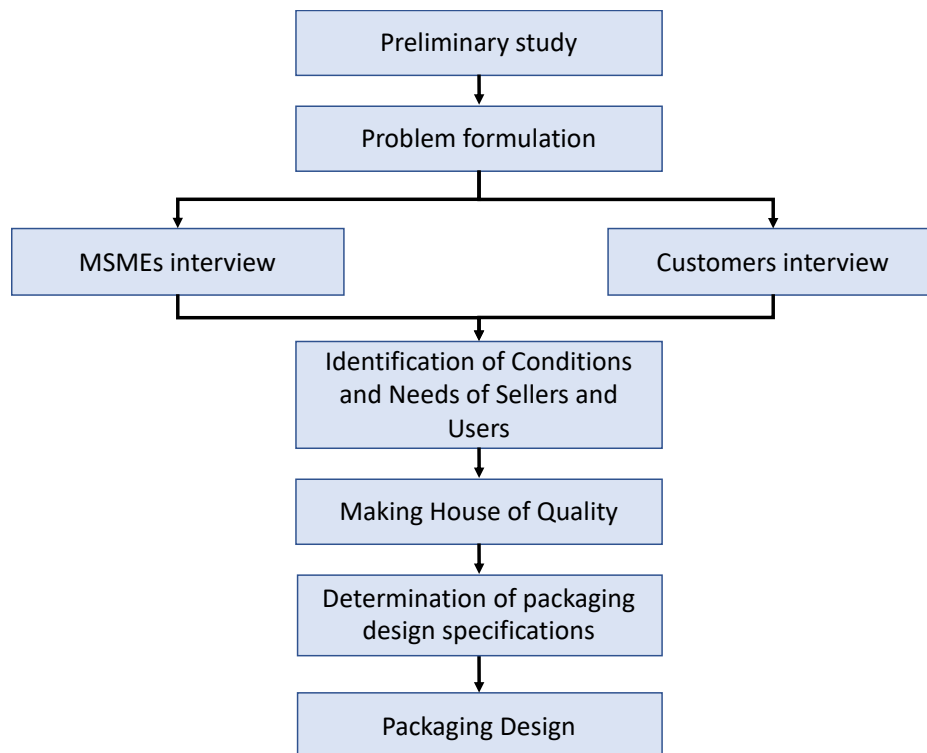 Preliminary study
Problem formulation
MSMEs interview
Customers interview
Identification of Conditions
and Needs of Sellers and
Users
Making House of Quality
Determination of packaging
design specifications
Packaging Design